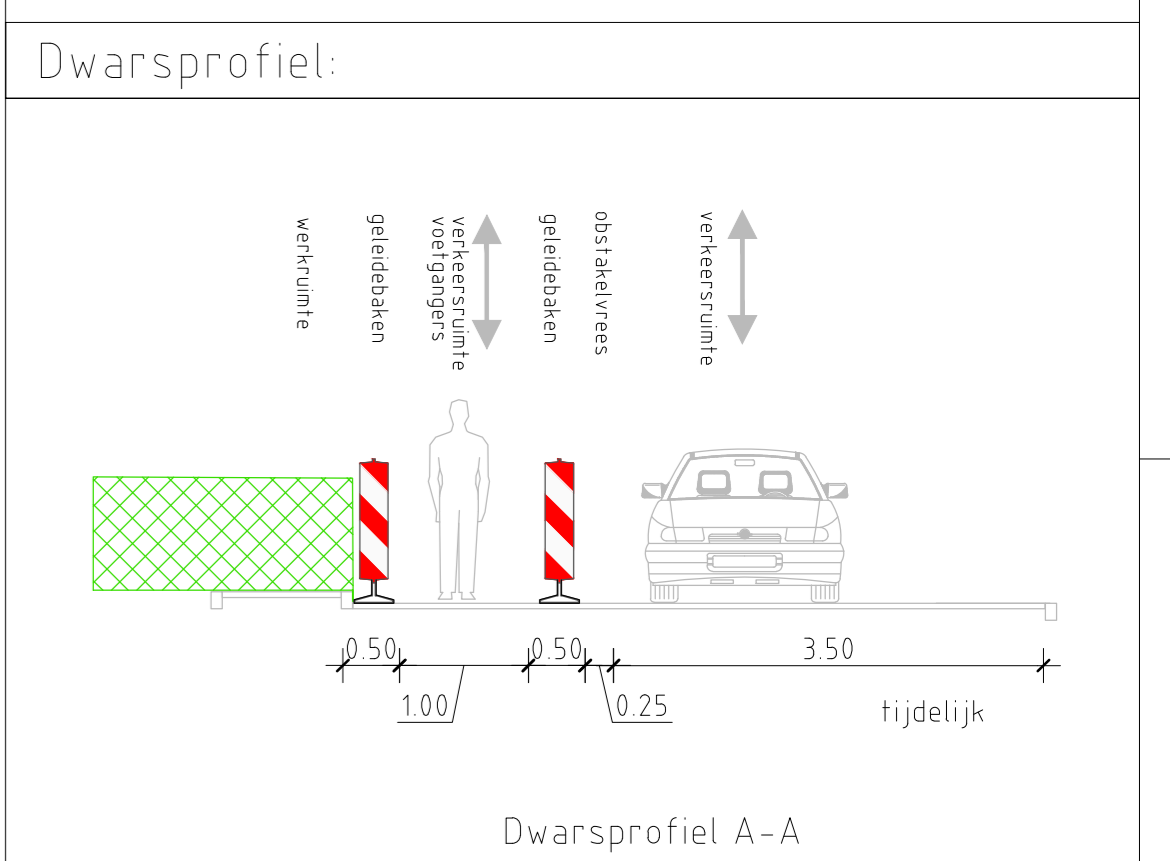 Dwarsprofiel:
werkruimte
geleidebaken
verkeersruimte
voetgangers
geleidebaken
obstakelvrees
verkeersruimte
0.50
0.50
3.50
1.00
0.25
tijdelijk
Dwarsprofiel A-A